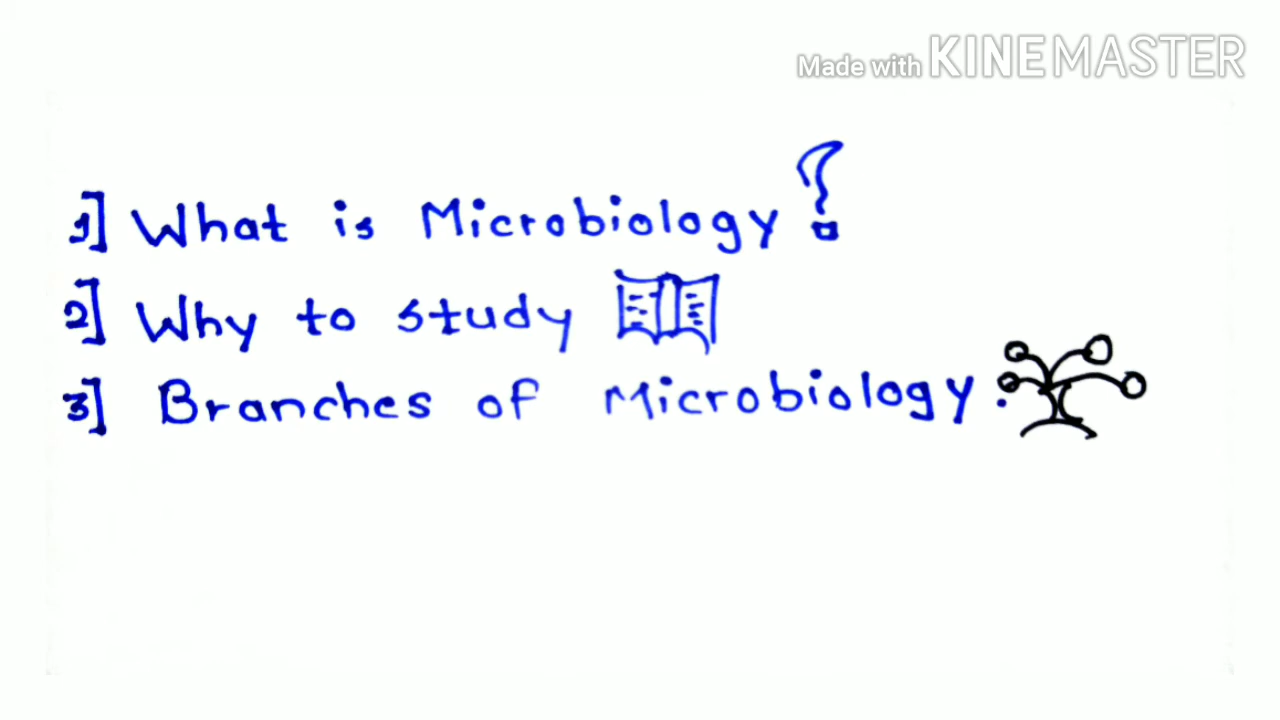 Made with KINEMASTER
1] What is Microbiology?
2] Why to study
3] Branches of Microbiology.